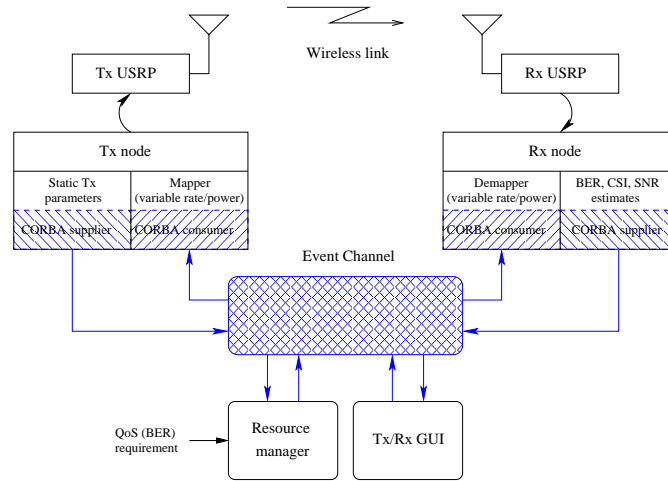 Wireless link
Tx USRP
Rx USRP
Tx node
Rx node
Static Tx
parameters
Mapper
(variable rate/power)
Demapper
(variable rate/power)
BER, CSI, SNR
estimates
CORBA supplier
CORBA consumer
CORBA consumer
CORBA supplier
Event Channel
QoS (BER)
requirement
Resource
manager
Tx/Rx GUI